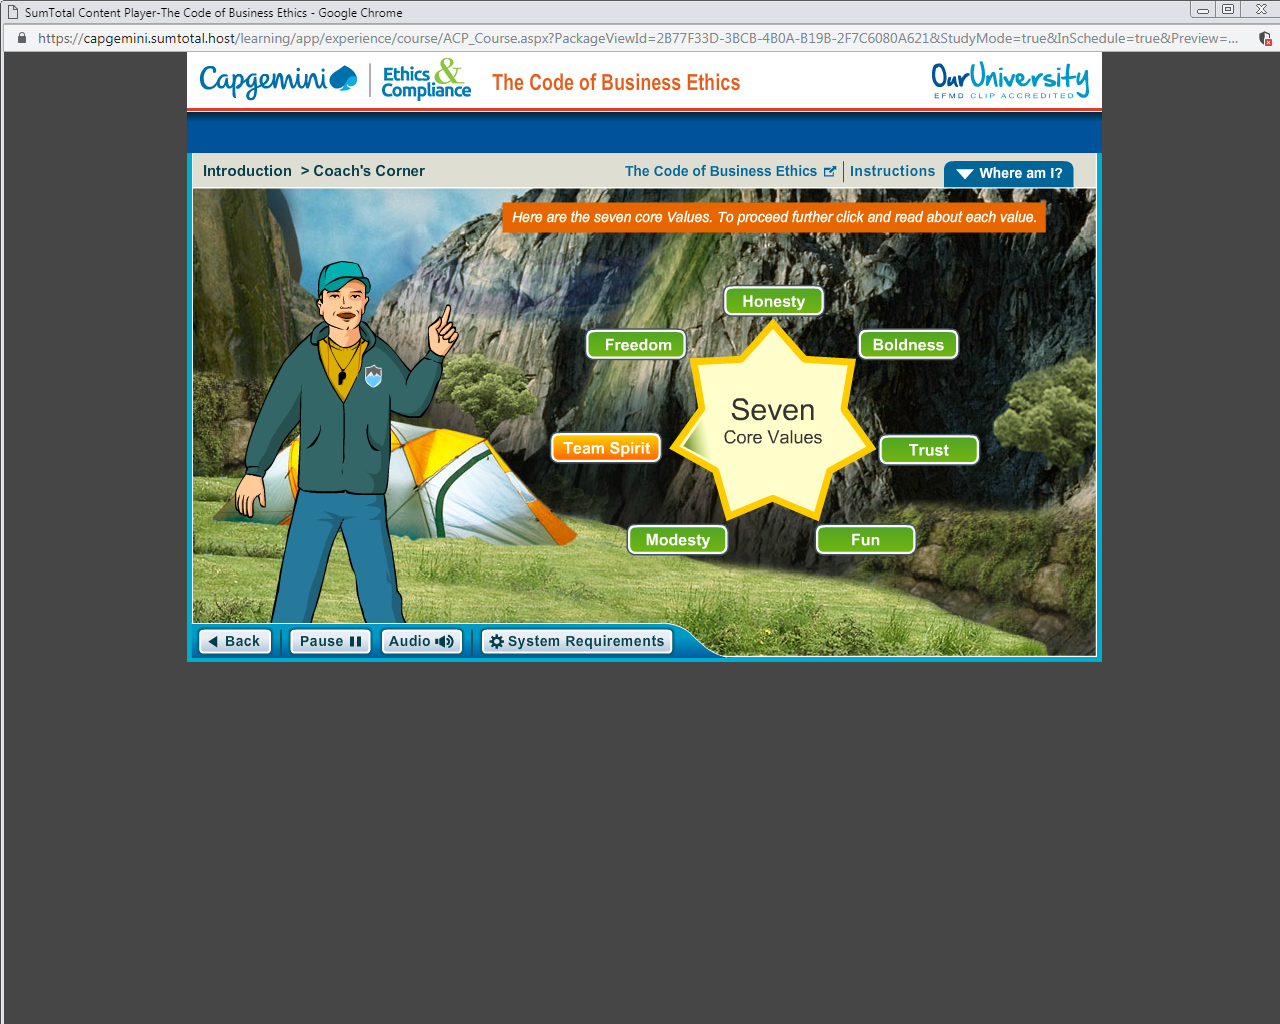 SumTotal Content Player-The Code of Business Ethics - Google Chrome
https://capgemini.sumtotal.host/learning/app/experience/course/ACP_Course.aspx?PackageViewId=2B77F33D-3BCB-4B0A-B19B-2F7C6080A621&StudyMode=true&InSchedule=true&Preview=...
Capgemini
Ethics &
Compliance
The Code of Business Ethics
OurUniversity
EFMD CLIP ACCREDITED
Introduction > Coach's Corner
The Code of Business Ethics
Instructions
Where am I?
Here are the seven core Values. To proceed further click and read about each value.
Honesty
Freedom
Boldness
Seven
Core Values
Team Spirit
Trust
Modesty
Fun
Back
Pause
Audio
System Requirements